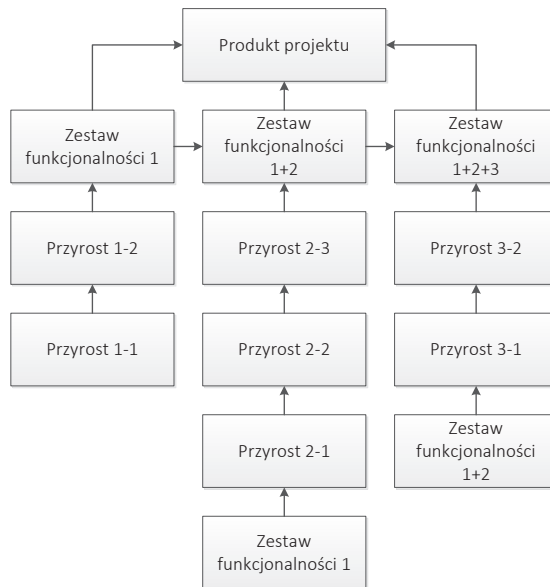 Produkt projektu
Zestaw
funkcjonalności 1
Zestaw
funkcjonalności
1+2
Zestaw
funkcjonalności
1+2+3
Przyrost 1-2
Przyrost 2-3
Przyrost 3-2
Przyrost 1-1
Przyrost 2-2
Przyrost 3-1
Przyrost 2-1
Zestaw
funkcjonalności
1+2
Zestaw
funkcjonalności 1